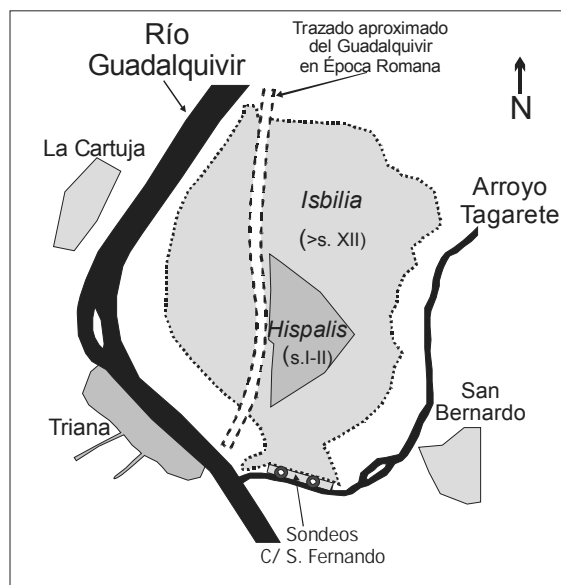 Río
Guadalquivir
Trazado aproximado
del Guadalquivir
en Época Romana
N
La Cartuja
Arroyo
Tagarete
Isbilia
(>s. XII)
Hispalis
(s.I-II)
San
Bernardo
Triana
Sondeos
C/ S. Fernando